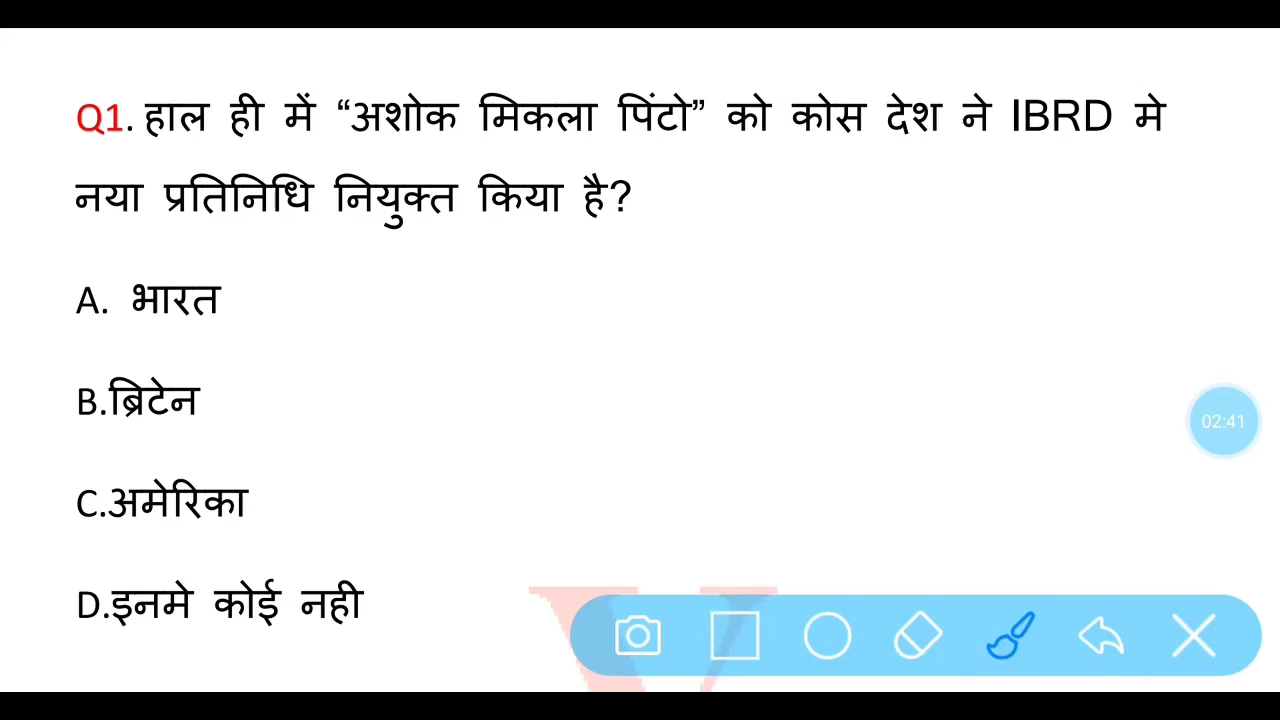 Q1. हाल ही में “अशोक मिकला पिंटो” को कोस देश ने IBRD मे
नया प्रतिनिधि नियुक्त किया है?
A. भारत
B.ब्रिटेन
C.अमेरिका
D.इनमे कोई नही
02:41
V